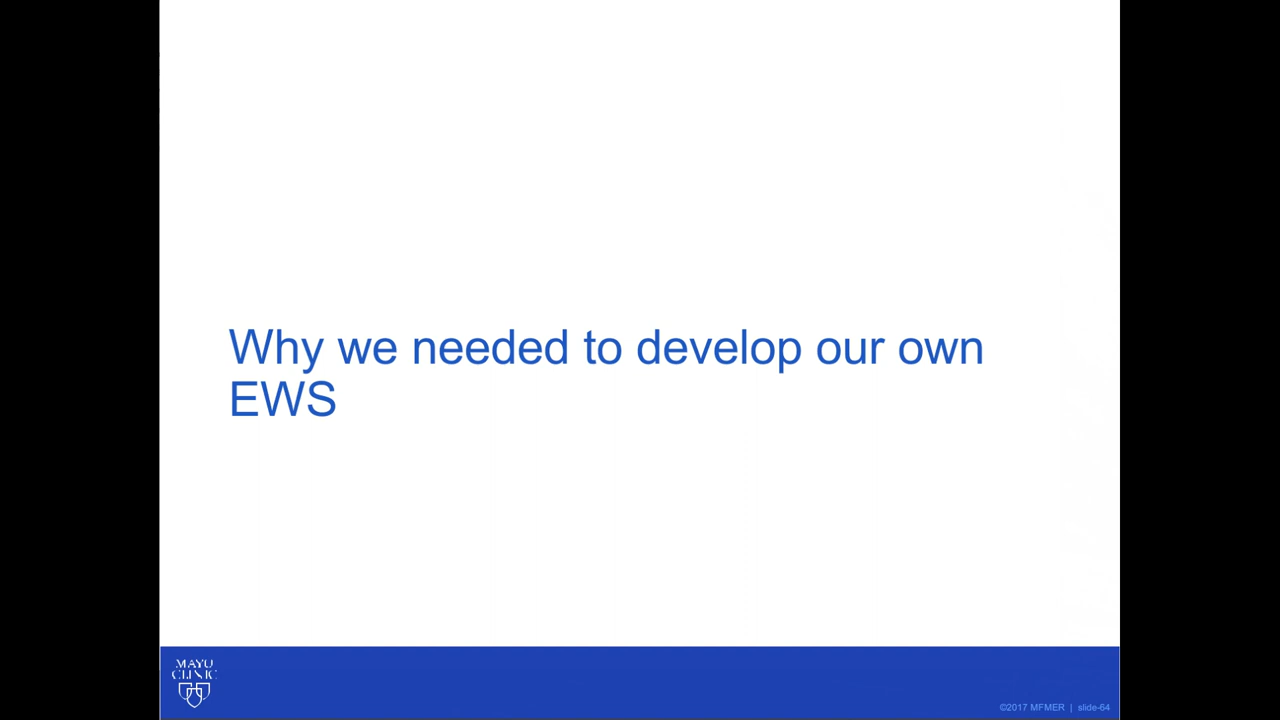 Why we needed to develop our own
EWS
MAYO
CLINIC
©2017 MFMER | slide-64